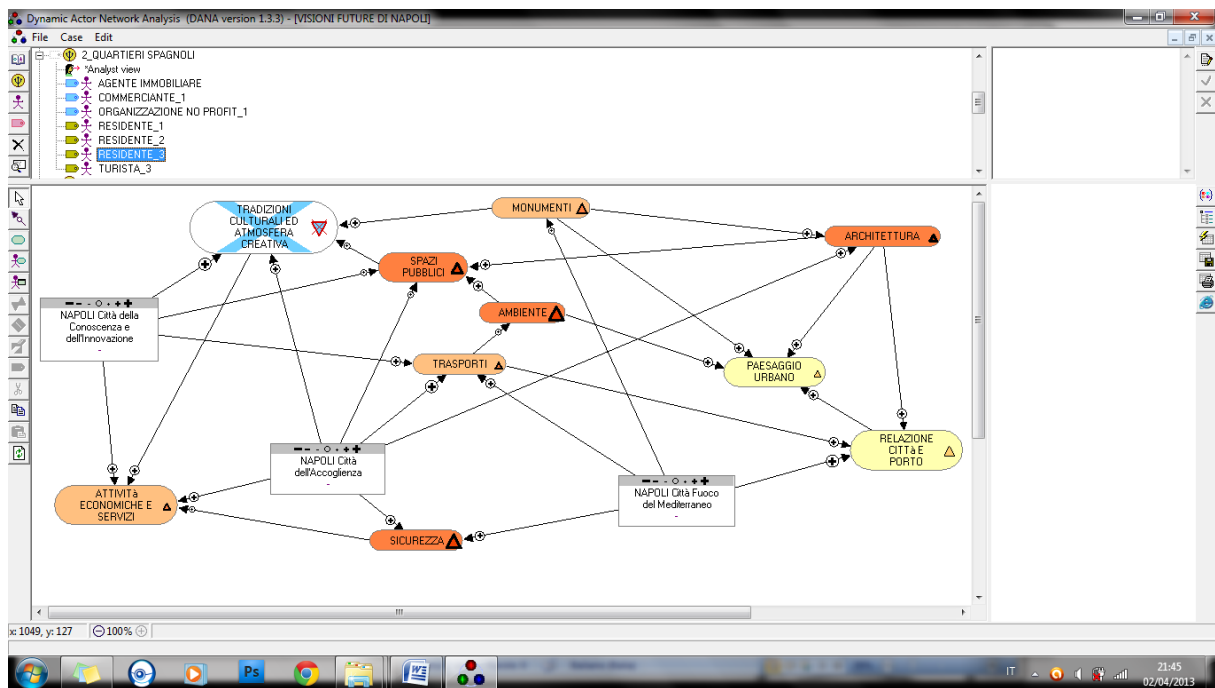 Dynamic Actor Network Analysis (DANA version 1.3.3) - [VISIONI FUTURE DI NAPOLI]
File Case Edit
2_QUARTIERI SPAGNOLI
*Analyst view
AGENTE IMMOBILIARE
COMMERCIANTE_1
ORGANIZZAZIONE NO PROFIT_1
RESIDENTE_1
RESIDENTE_2
RESIDENTE_3
TURISTA_3
TRADIZIONI
CULTURALI ED
ATMOSFERA
CREATIVA
MONUMENTI
ARCHITETTURA
SPAZI
PUBBLICI
AMBIENTE
NAPOLI Città della
Conoscenza e
dell'Innovazione
-
TRASPORTI
PAESAGGIO
URBANO
RELAZIONE
CITTà E
PORTO
NAPOLI Città
dell'Accoglienza
-
NAPOLI Città Fuoco
del Mediterraneo
-
ATTIVITà
ECONOMICHE E
SERVIZI
SICUREZZA
x: 1049, y: 127 100%
Ps
IT
21:45
02/04/2013